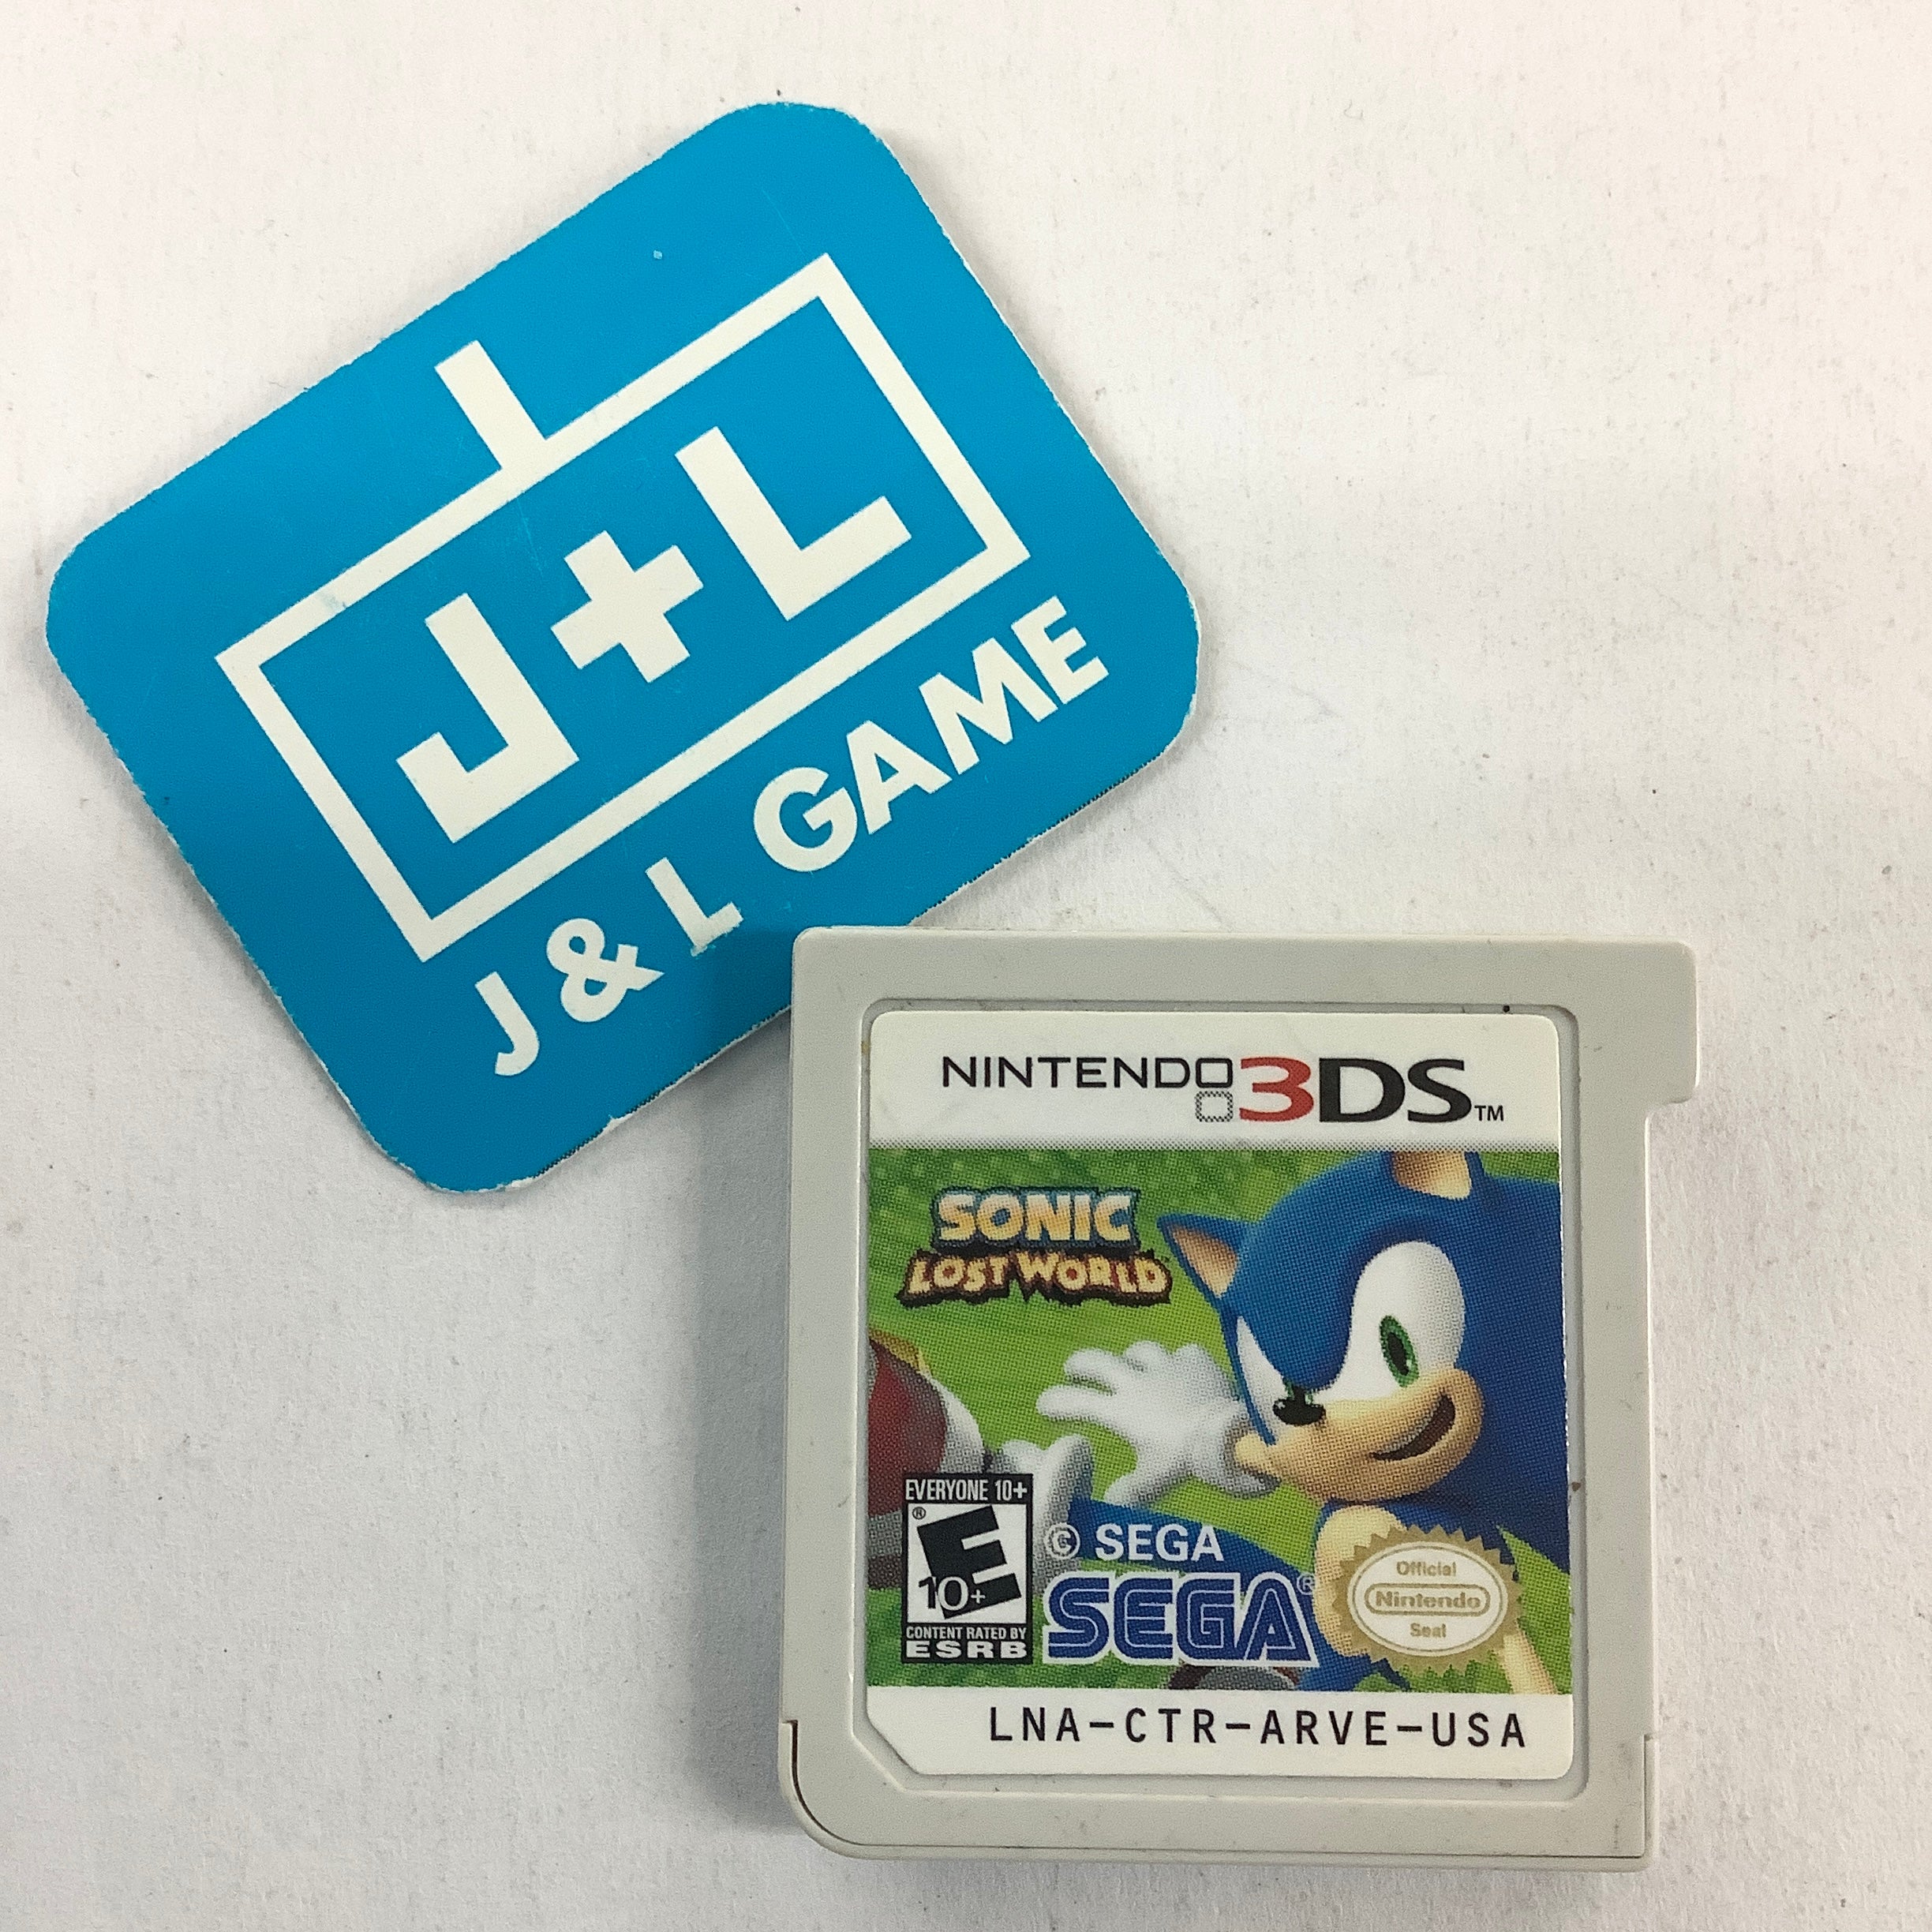 J+L
J & L GAME
NINTENDO 3DS™
SONIC
LOST WORLD
EVERYONE 10+
®
E
10+
CONTENT RATED BY
ESRB
© SEGA
SEGA®
Official
Nintendo
Seal
LNA-CTR-ARVE-USA